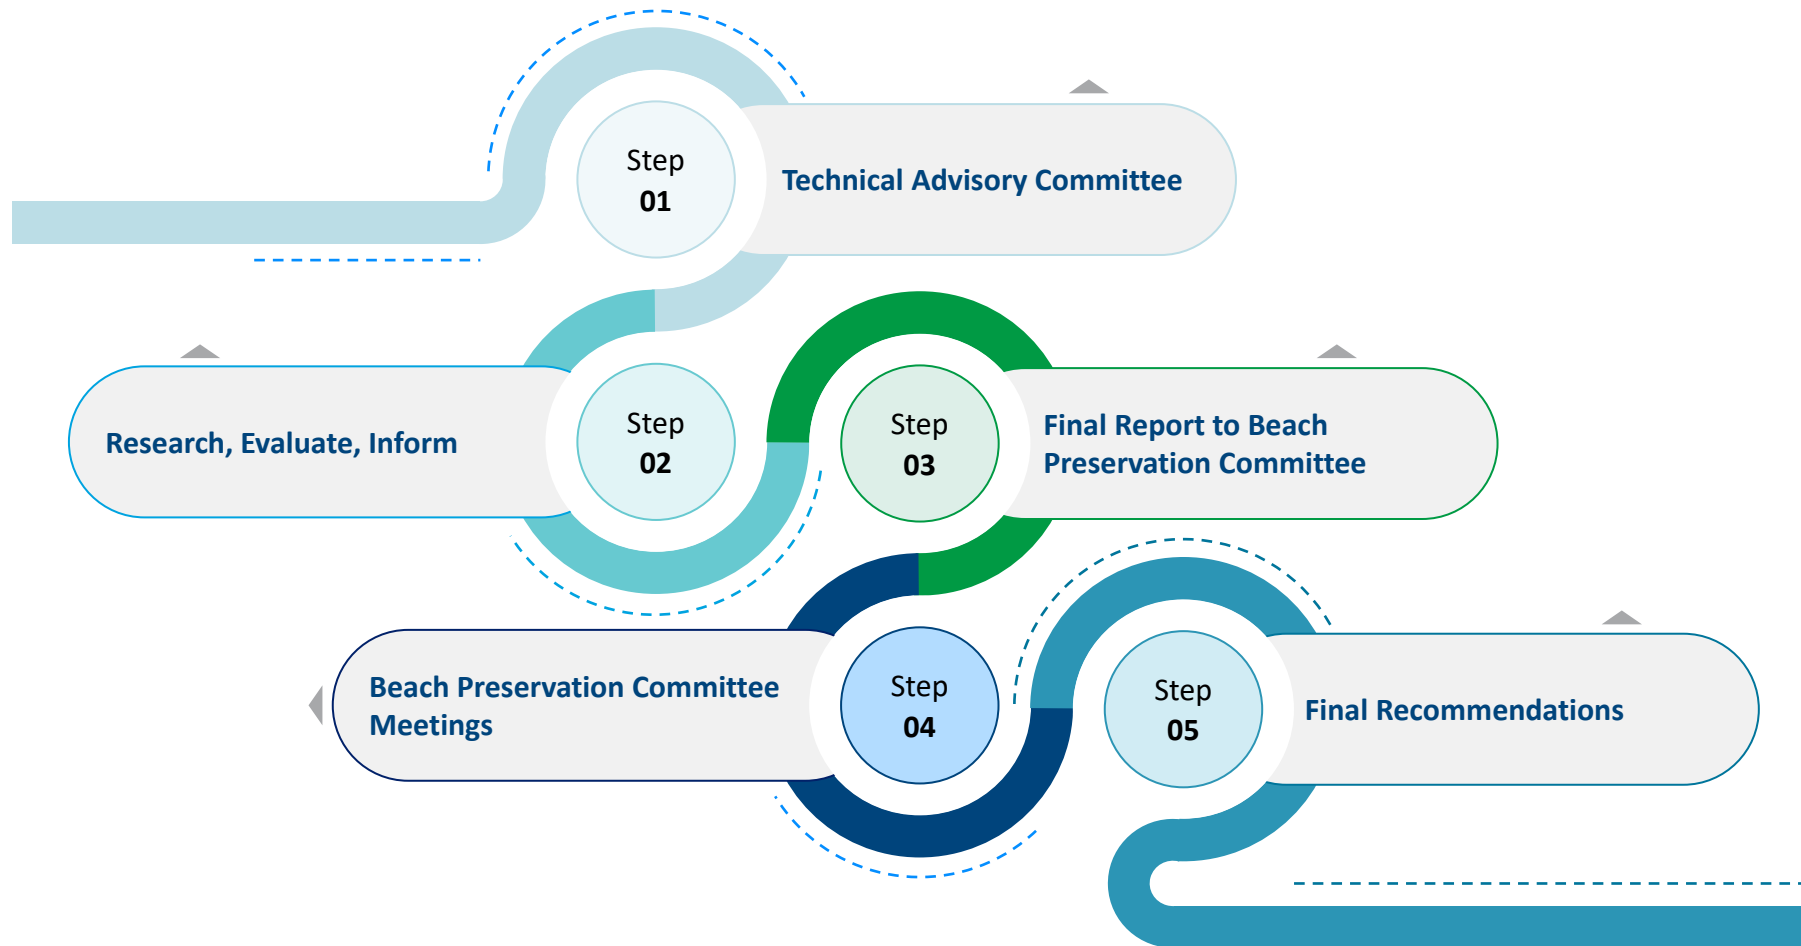 Step
01
Technical Advisory Committee
Research, Evaluate, Inform
Step
02
Step
03
Final Report to Beach
Preservation Committee
Beach Preservation Committee
Meetings
Step
04
Step
05
Final Recommendations